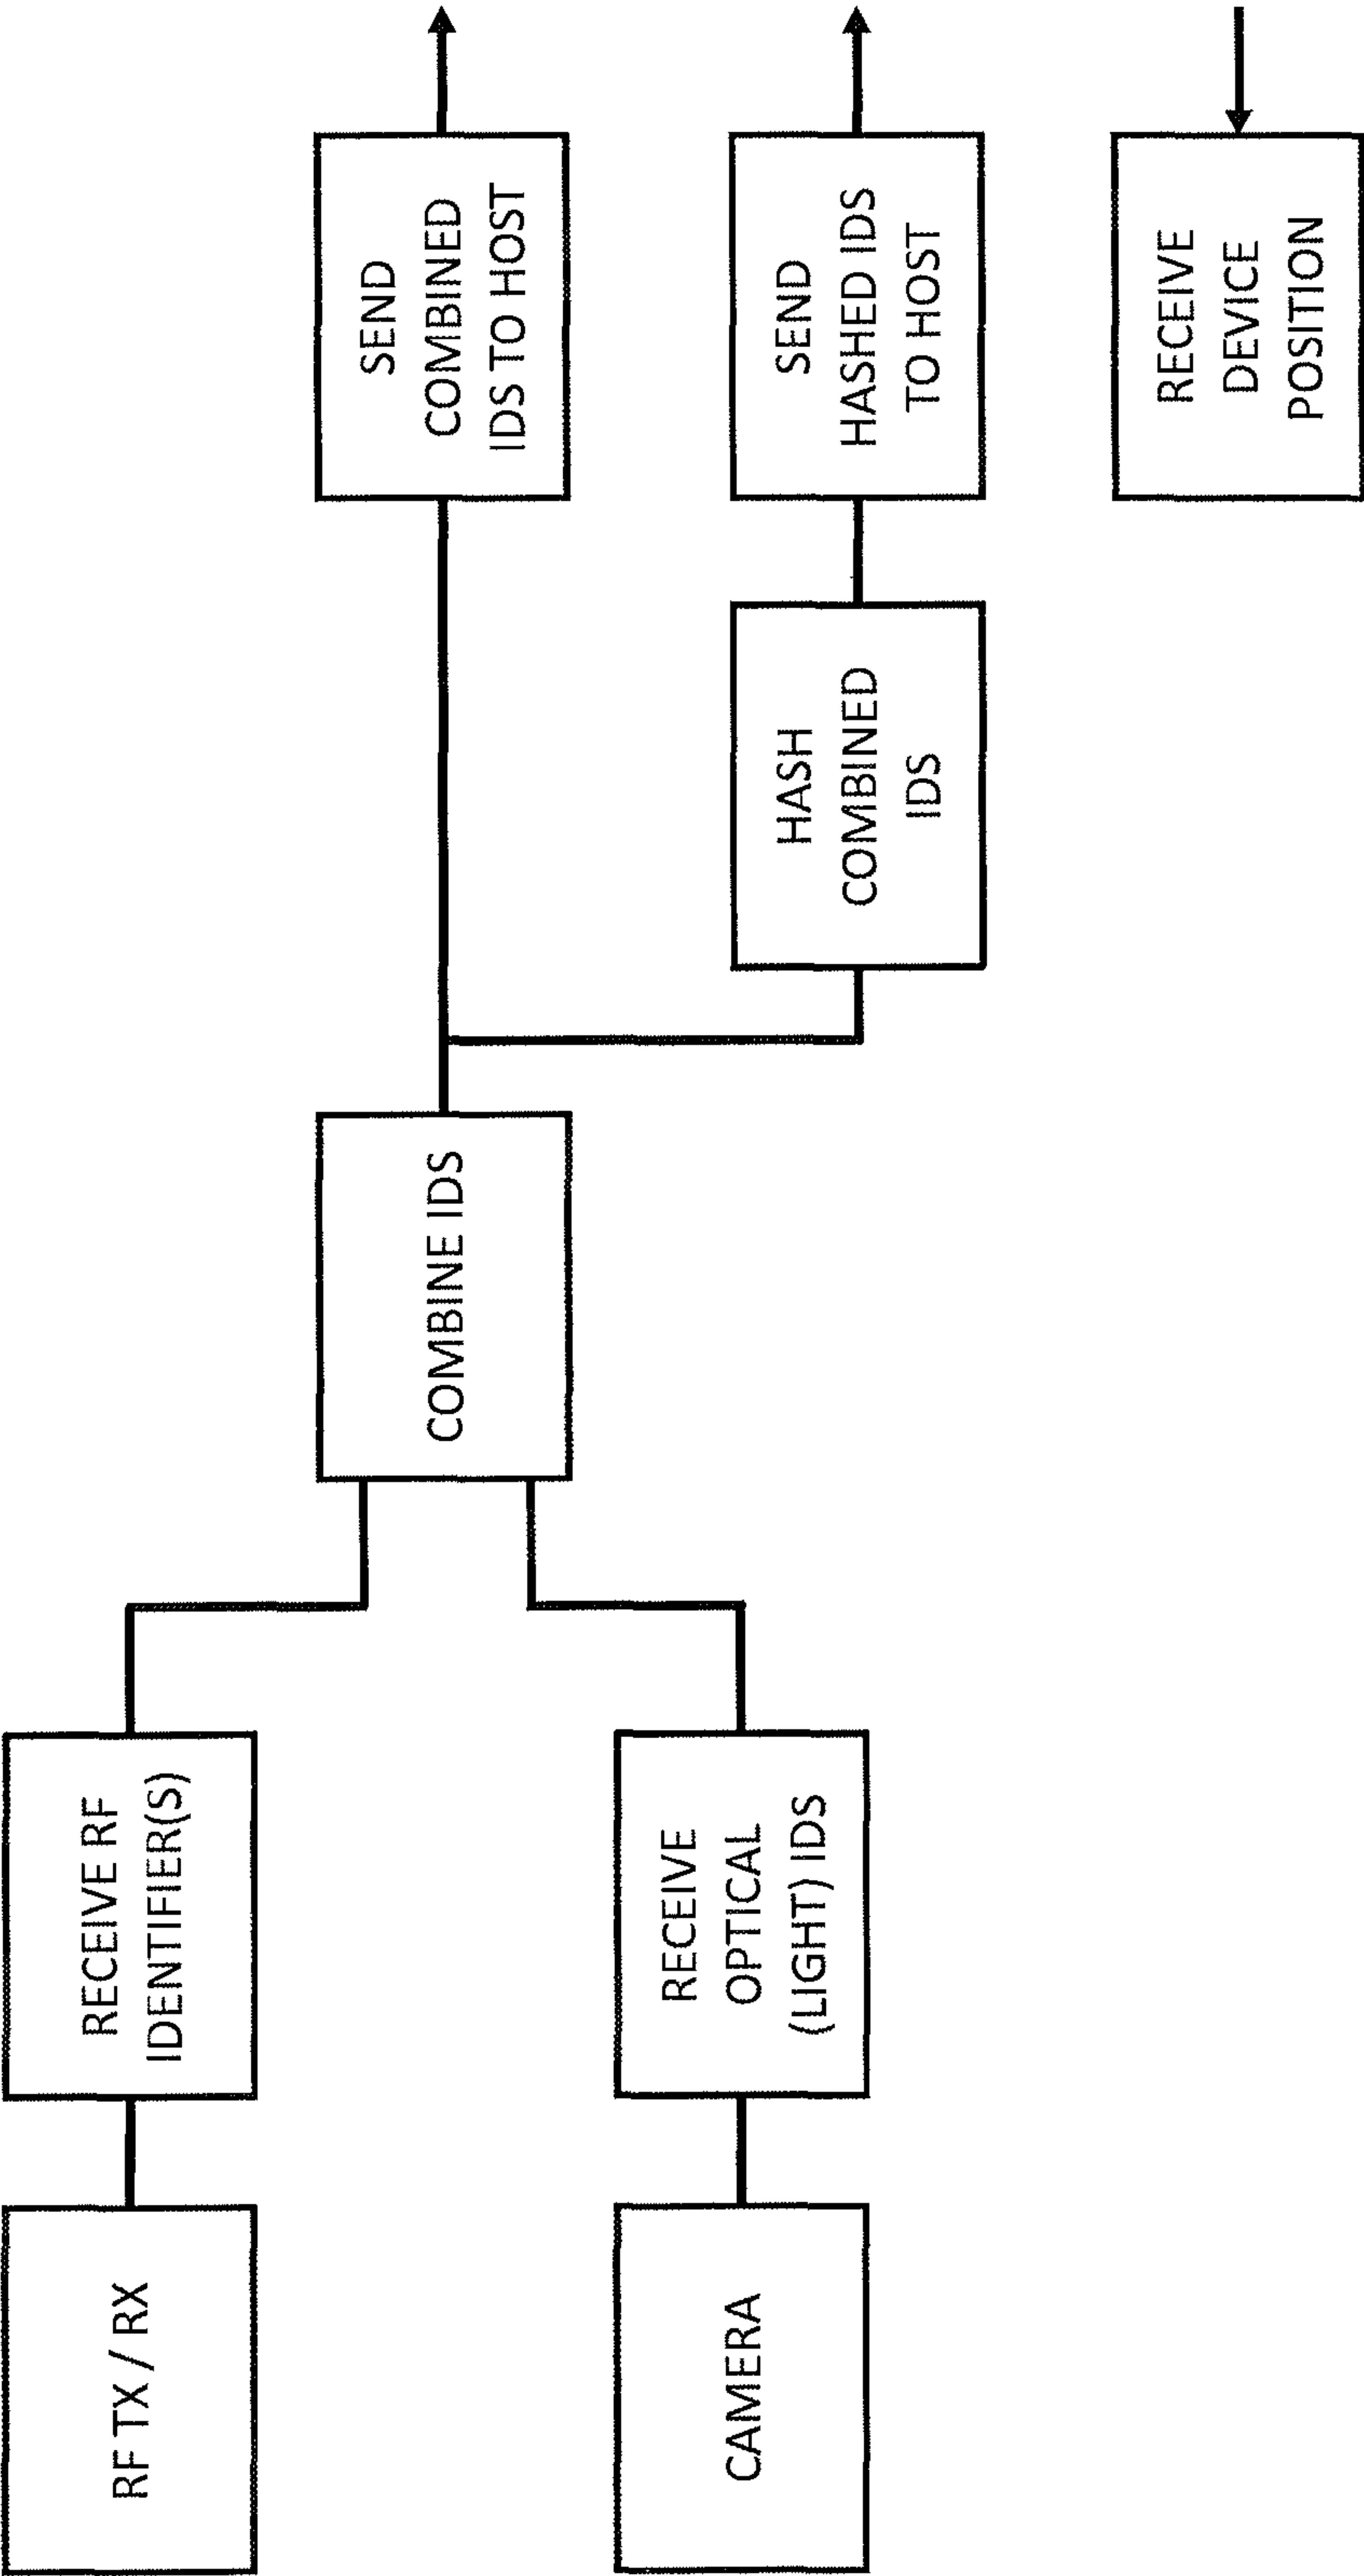 RF TX / RX
RECEIVE RF
IDENTIFIER(S)
CAMERA
RECEIVE
OPTICAL
(LIGHT) IDS
COMBINE IDS
SEND
COMBINED
IDS TO HOST
HASH
COMBINED
IDS
SEND
HASHED IDS
TO HOST
RECEIVE
DEVICE
POSITION